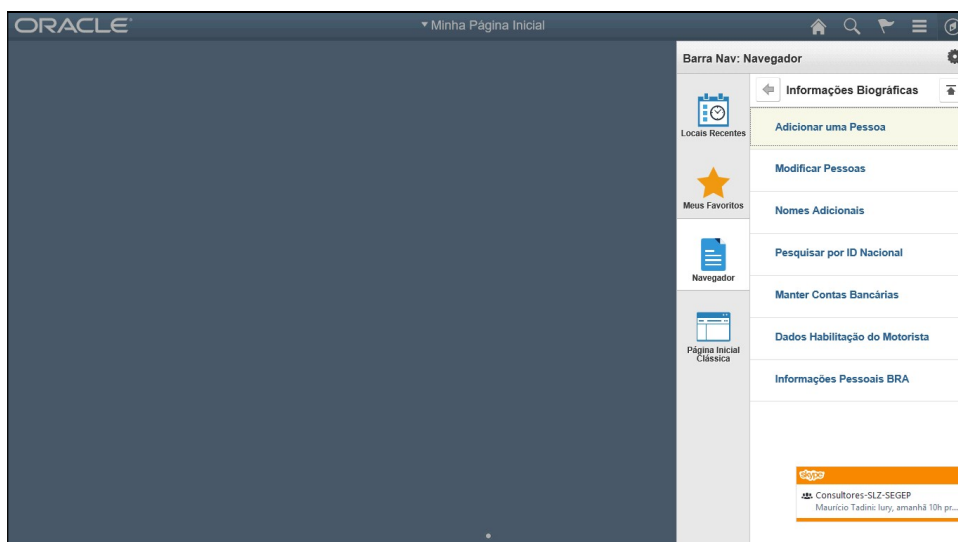 ORACLE
Minha Página Inicial
Barra Nav: Navegador
Locais Recentes
Meus Favoritos
Navegador
Página Inicial
Clássica
Informações Biográficas
Adicionar uma Pessoa
Modificar Pessoas
Nomes Adicionais
Pesquisar por ID Nacional
Manter Contas Bancárias
Dados Habilitação do Motorista
Informações Pessoais BRA
skype
Consultores-SLZ-SEGEP
Maurício Tadini: Iury, amanhã 10h pr...